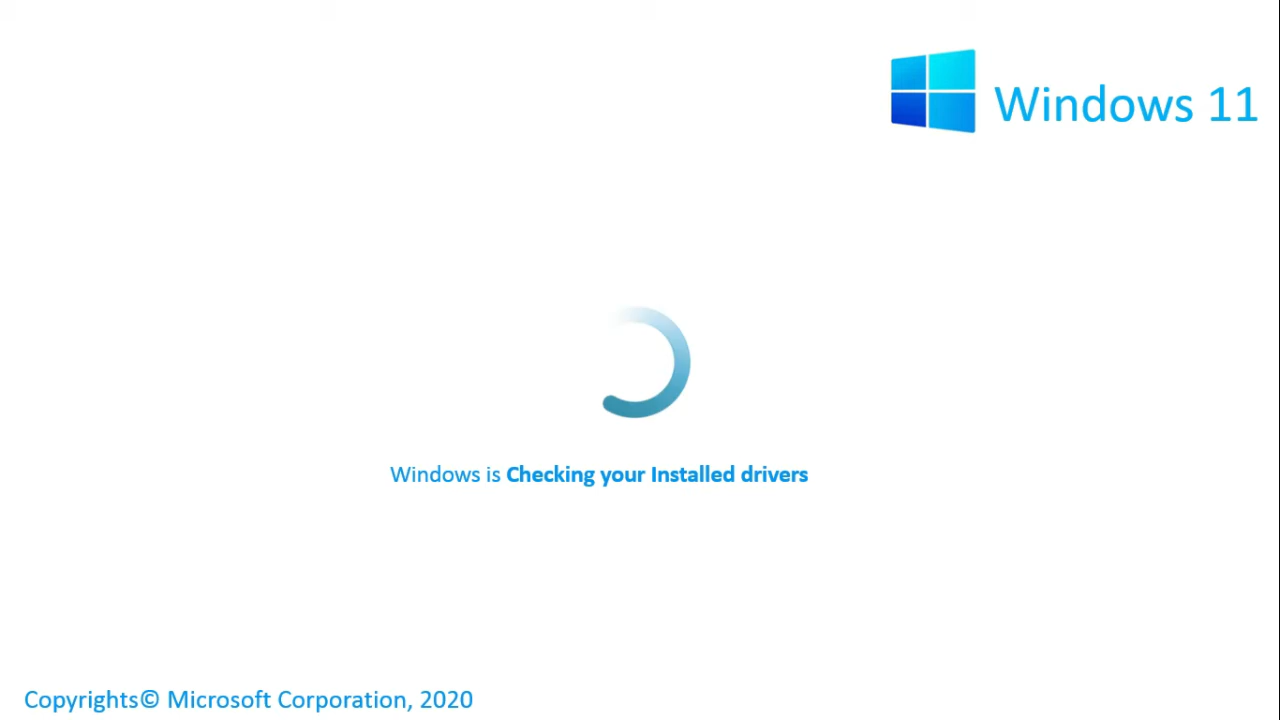 Windows 11
Windows is Checking your Installed drivers
Copyrights© Microsoft Corporation, 2020